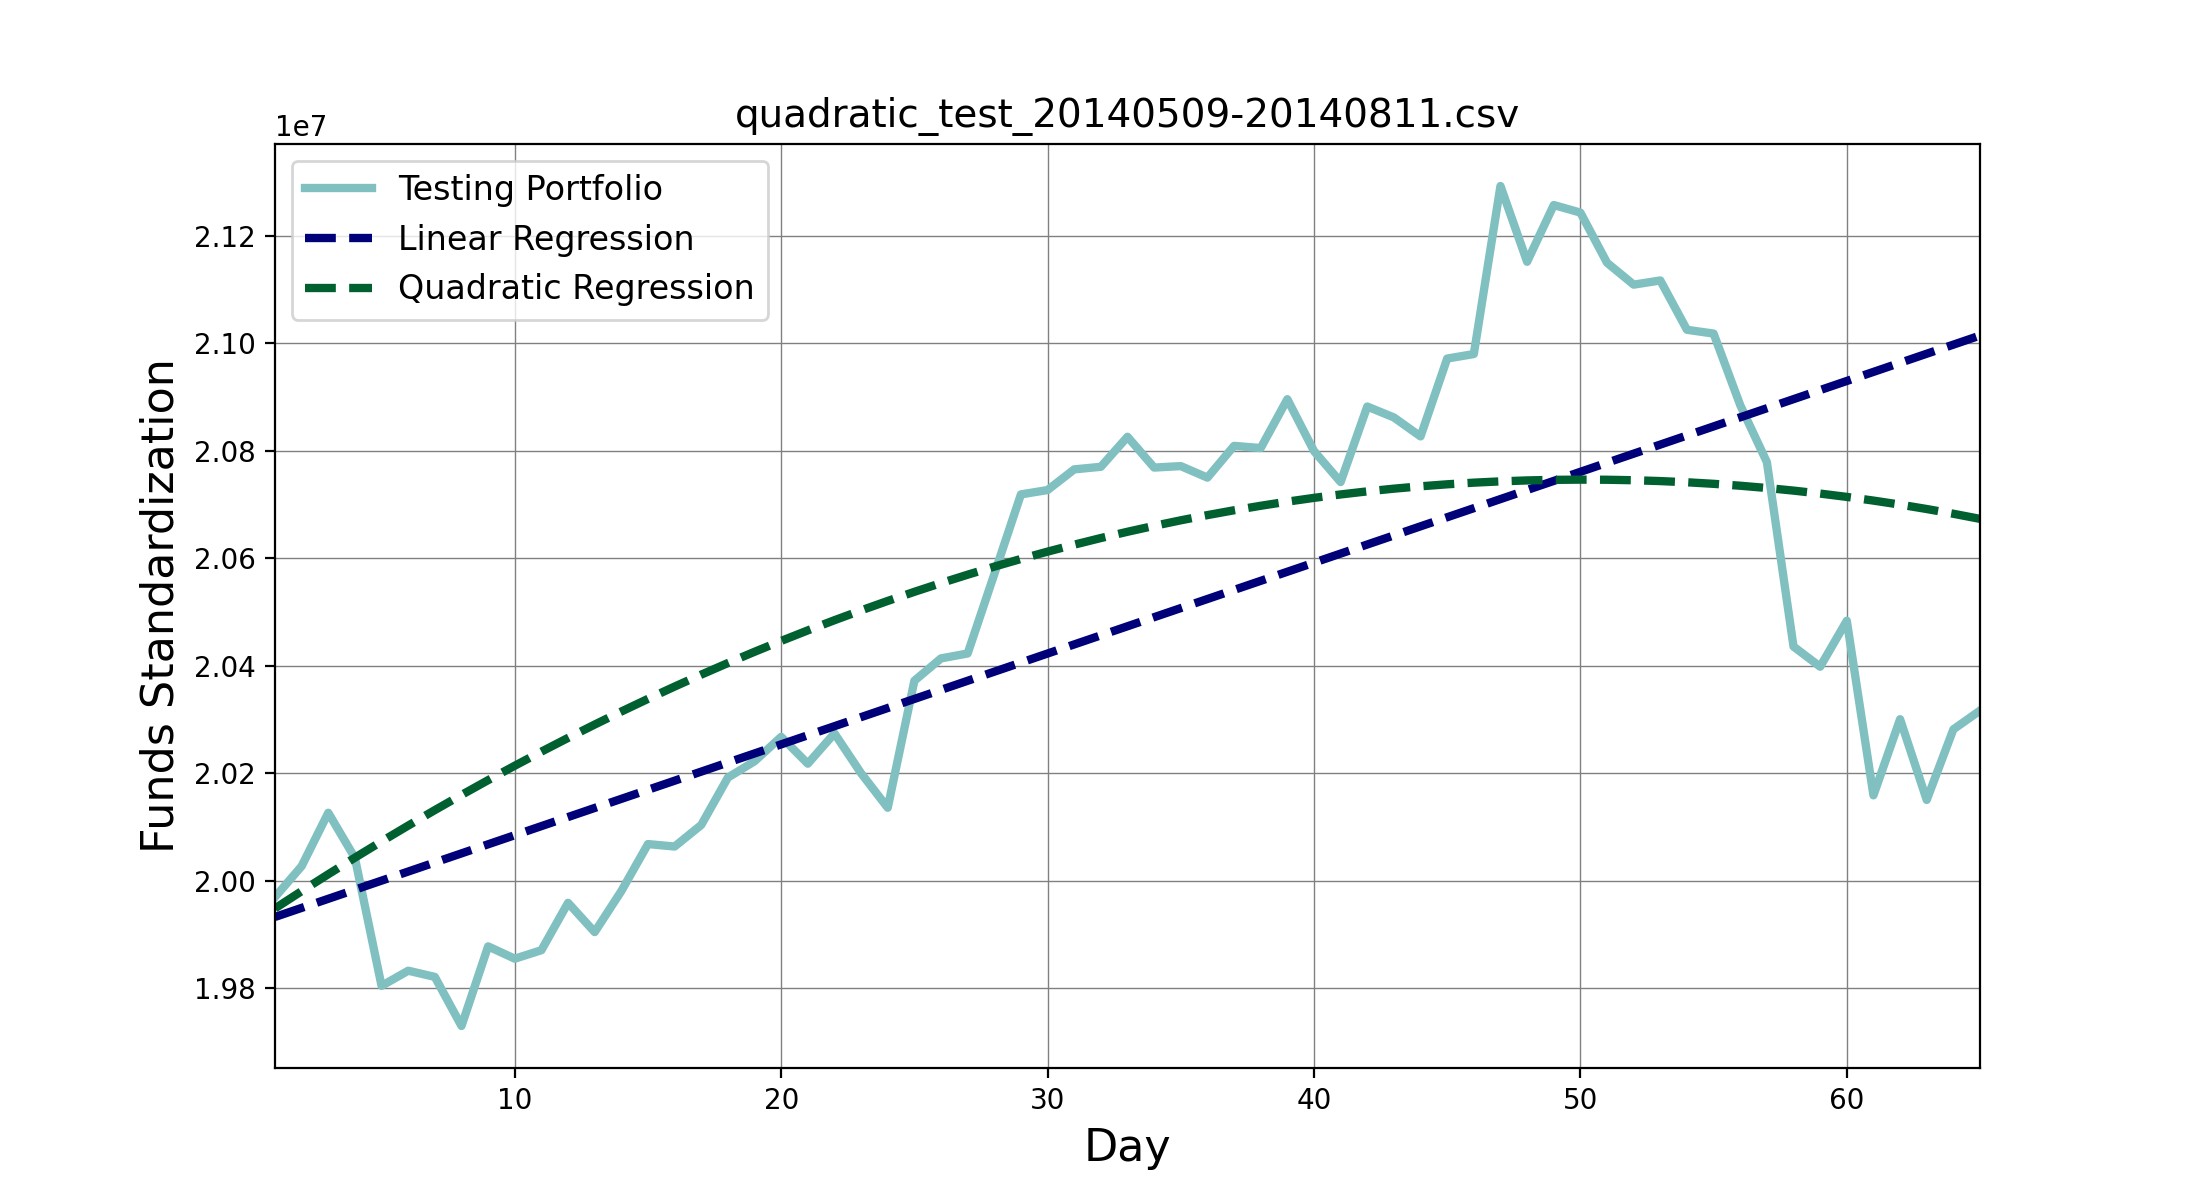 quadratic_test_20140509-20140811.csv
1e7
Testing Portfolio
Linear Regression
Quadratic Regression
2.12
2.10
2.08
2.06
2.04
2.02
2.00
1.98
Funds Standardization
10 20 30 40 50 60
Day